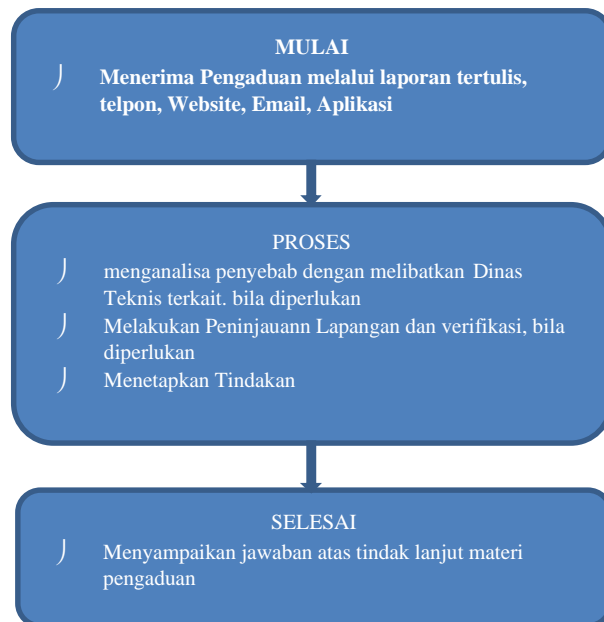 MULAI
Menerima Pengaduan melalui laporan tertulis,
telpon, Website, Email, Aplikasi
PROSES
menganalisa penyebab dengan melibatkan Dinas
Teknis terkait. bila diperlukan
Melakukan Peninjauann Lapangan dan verifikasi, bila
diperlukan
Menetapkan Tindakan
SELESAI
Menyampaikan jawaban atas tindak lanjut materi
pengaduan